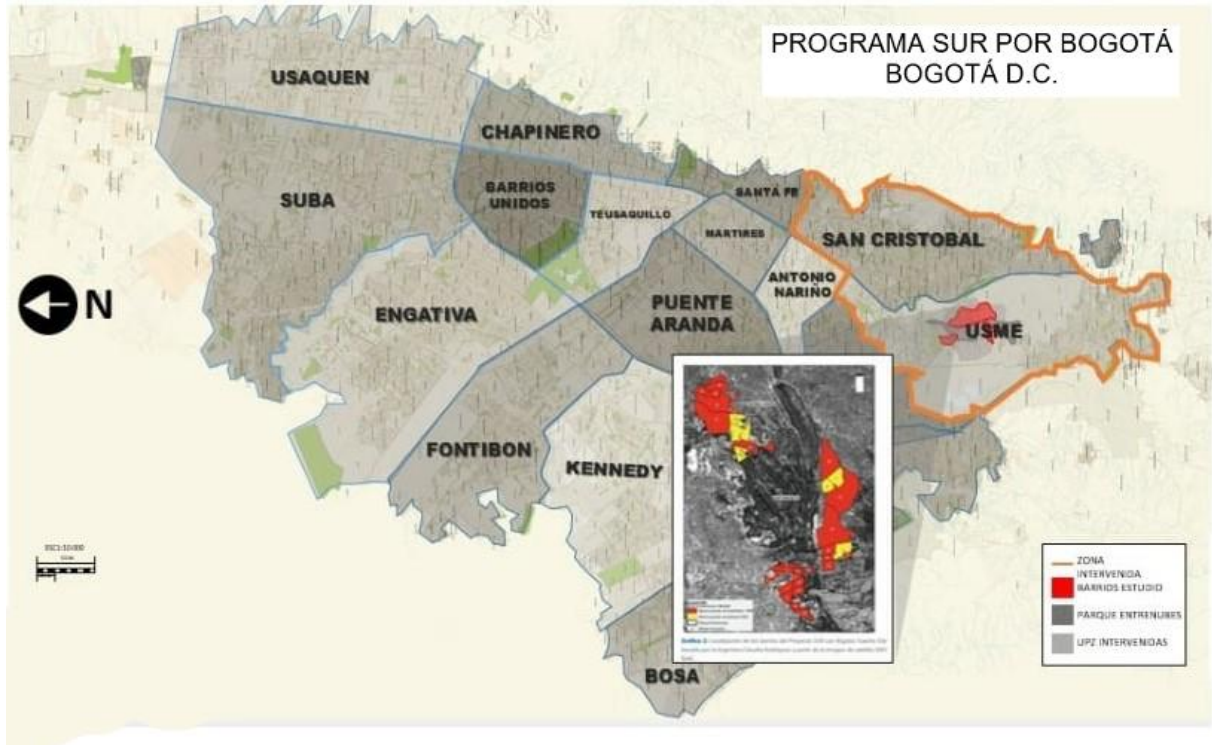 PROGRAMA SUR POR BOGOTÁ
BOGOTÁ D.C.
USAQUEN
CHAPINERO
SUBA
BARRIOS
UNIDOS
TEUSAQUILLO
SANTA FE
MARTIRES
SAN CRISTOBAL
ANTONIO
NARIÑO
N
ENGATIVA
PUENTE
ARANDA
USME
FONTIBON
KENNEDY
BOSA
ZONA
INTERVENIDA
BARRIOS ESTUDIO
PARQUE ENTRENUBES
UPZ INTERVENIDAS